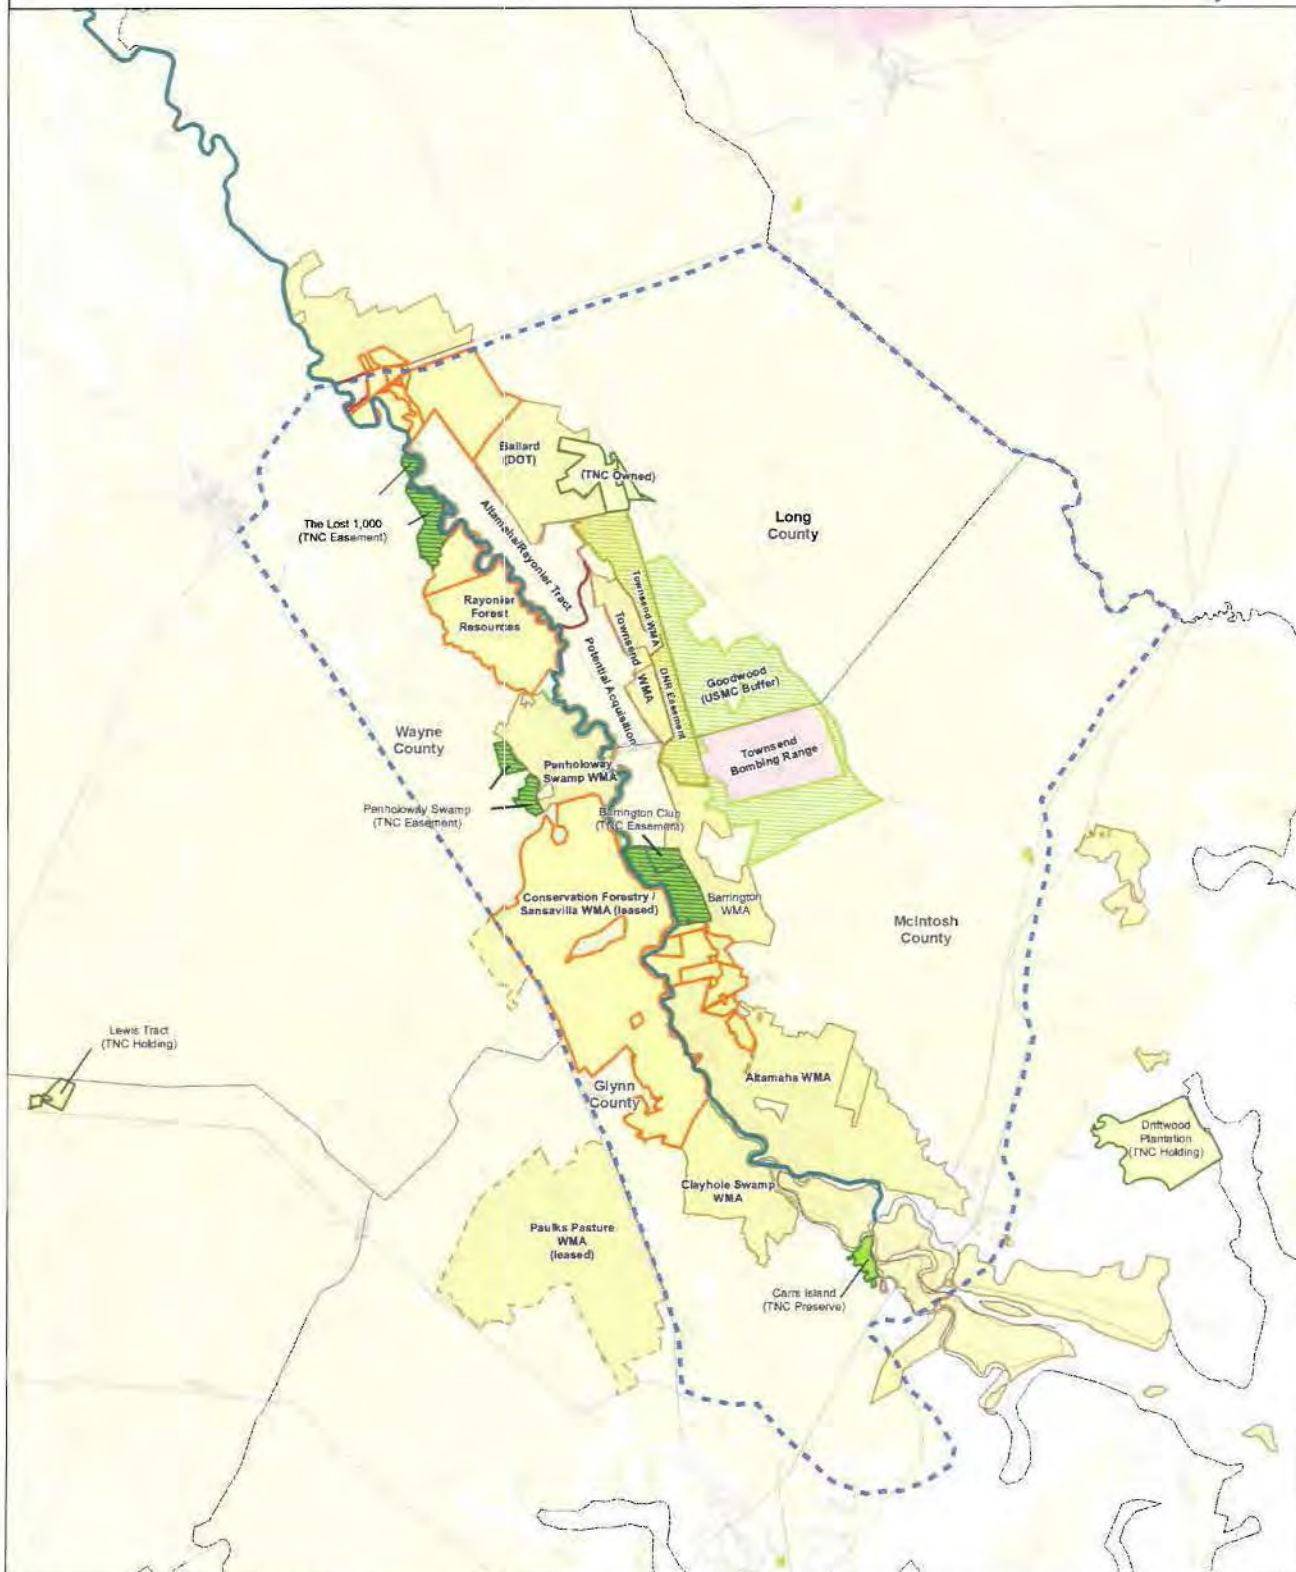 Ballard
(DOT)
(TNC Owned)
The Lost 1,000
(TNC Easement)
Long
County
Altamaha/Rayonier Tract
Rayonier
Forest
Resources
Townsend WMA
Townsend WMA
DNR Easement
Potential Acquisition
Goodwood
(USMC Buffer)
Wayne
County
Townsend
Bombing Range
Penholoway
Swamp WMA
Penholoway Swamp
(TNC Easement)
Barrington Club
(TNC Easement)
Conservation Forestry /
Sansavilla WMA (leased)
Barrington
WMA
McIntosh
County
Lewis Tract
(TNC Holding)
Altamaha WMA
Glynn
County
Driftwood
Plantation
(TNC Holding)
Clayhole Swamp
WMA
Paulks Pasture
WMA
(leased)
Carrs Island
(TNC Preserve)